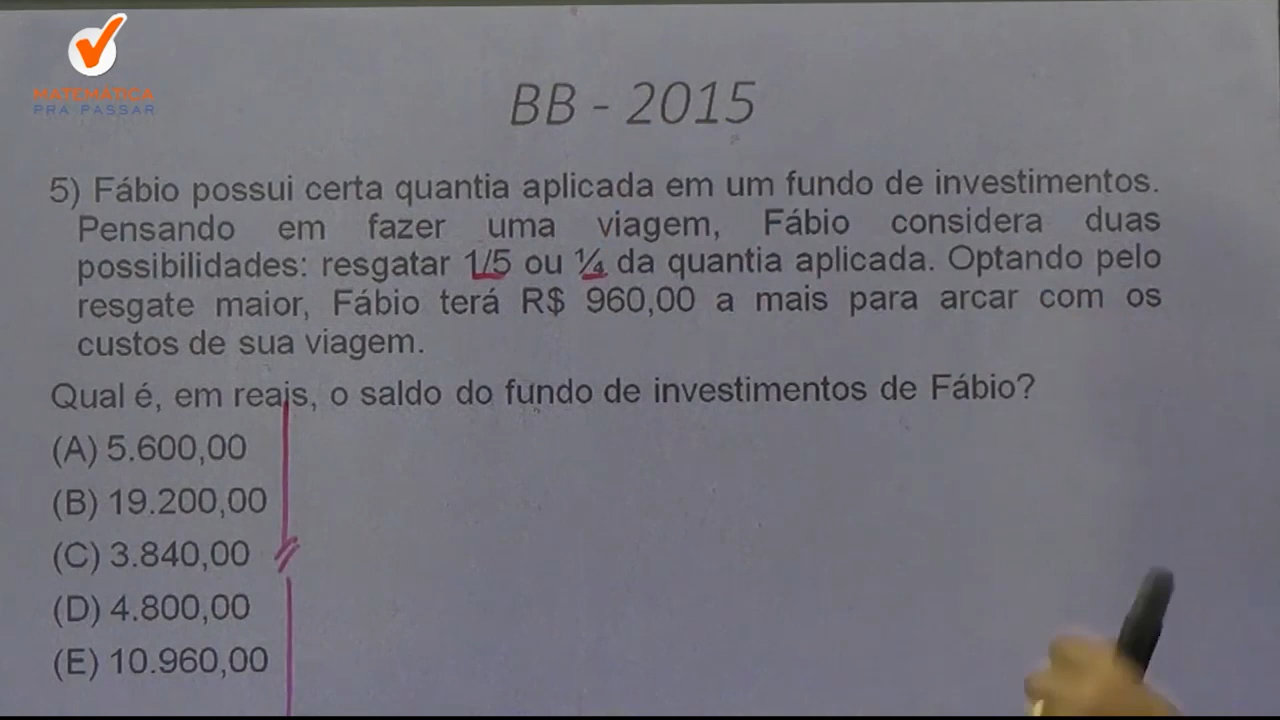 MATEMÁTICA
PRA PASSAR
BB - 2015
5) Fábio possui certa quantia aplicada em um fundo de investimentos.
Pensando em fazer uma viagem, Fábio considera duas
possibilidades: resgatar 1/5 ou ¼ da quantia aplicada. Optando pelo
resgate maior, Fábio terá R$ 960,00 a mais para arcar com os
custos de sua viagem.
Qual é, em reais, o saldo do fundo de investimentos de Fábio?
(A) 5.600,00
(B) 19.200,00
(C) 3.840,00
(D) 4.800,00
(E) 10.960,00